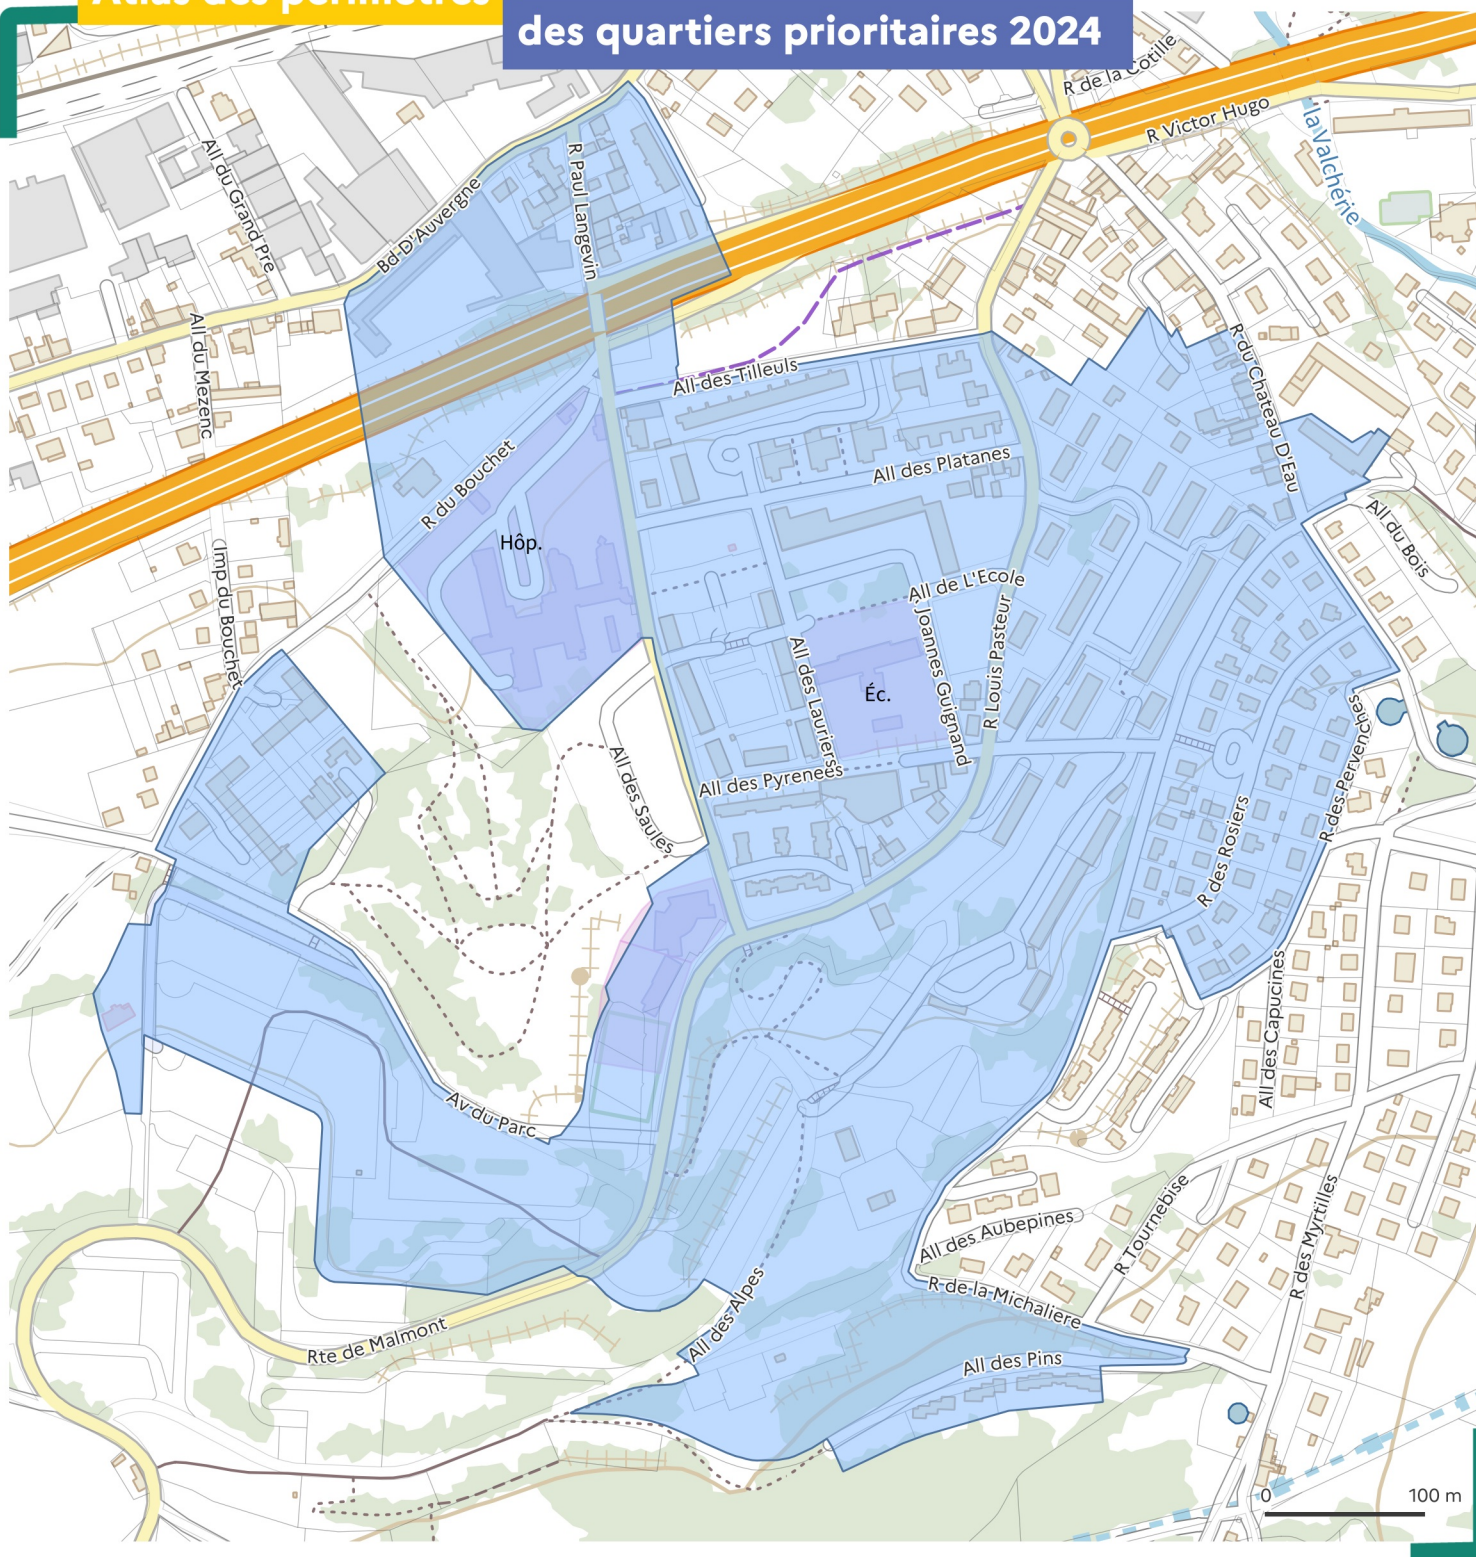 Atlas des périmètres
des quartiers prioritaires 2024
R de la Cotille
R Victor Hugo
la Valchérie
All du Grand Pre
R Paul Langevin
Bd D'Auvergne
All du Mezenc
All des Tilleuls
R du Chateau D'Eau
R du Bouchet
All des Platanes
Hôp.
All du Bois
Imp du Bouchet
All de L'Ecole
Joannes Guignand
R Louis Pasteur
All des Lauriers
Éc.
R des Pervenches
All des Pyrenees
All des Saules
R des Rosiers
All des Capucines
Av du Parc
R Tournebise
All des Aubepines
R des Myrtilles
R de la Michaliere
All des Alpes
Rte de Malmont
All des Pins
0 100 m